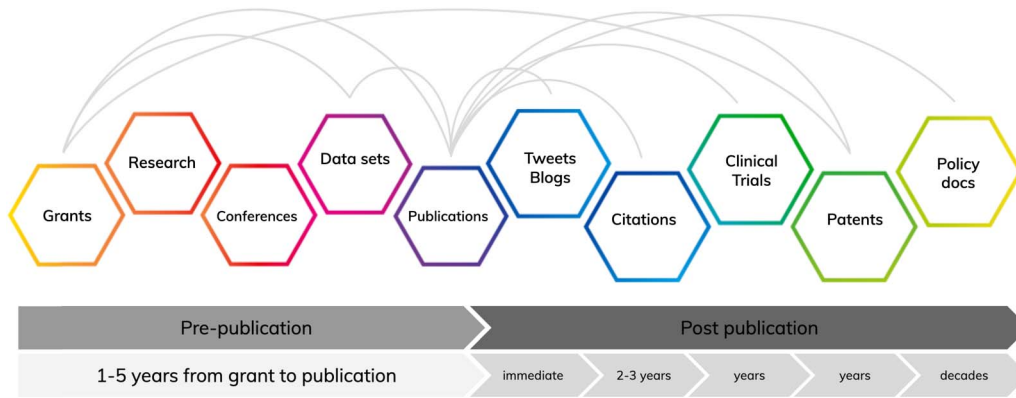 Grants
Research
Conferences
Data sets
Publications
Tweets
Blogs
Citations
Clinical
Trials
Patents
Policy
docs
Pre-publication
Post publication
1-5 years from grant to publication
immediate
2-3 years
years
years
decades